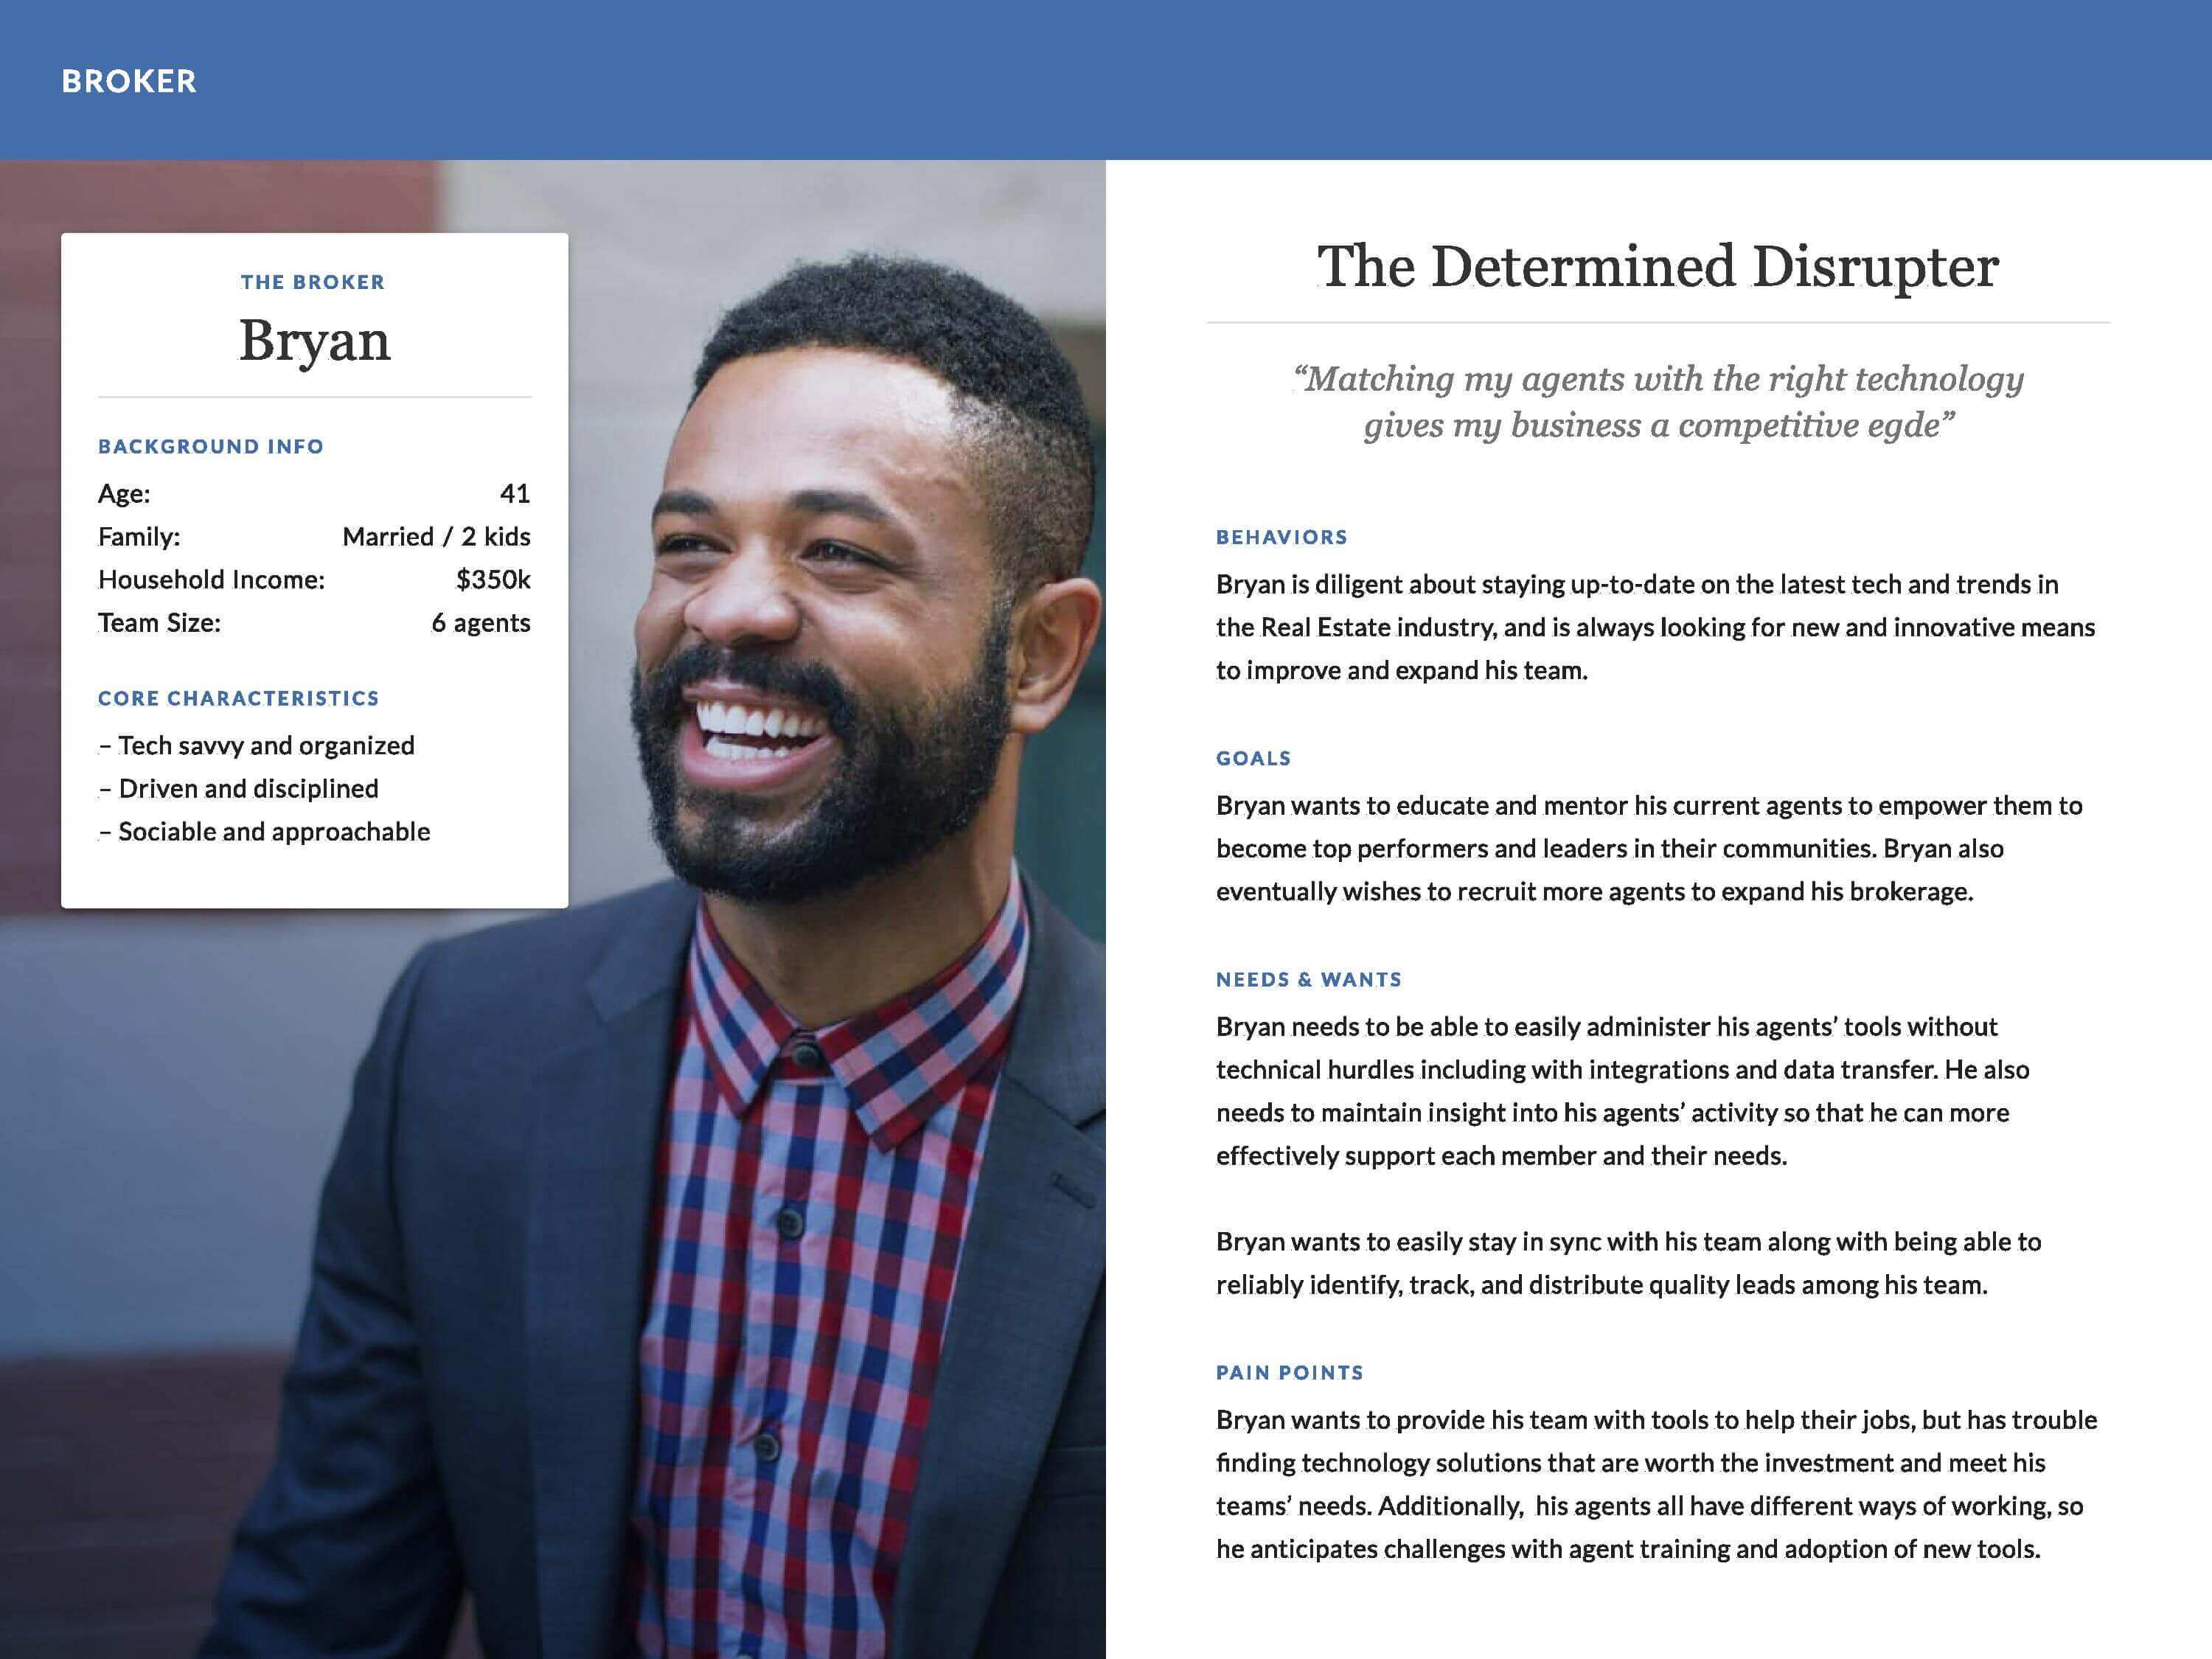 BROKER
THE BROKER
Bryan
BACKGROUND INFO
Age: 41
Family: Married / 2 kids
Household Income: $350k
Team Size: 6 agents
CORE CHARACTERISTICS
– Tech savvy and organized
– Driven and disciplined
– Sociable and approachable
The Determined Disrupter
“Matching my agents with the right technology
gives my business a competitive egde”
BEHAVIORS
Bryan is diligent about staying up-to-date on the latest tech and trends in
the Real Estate industry, and is always looking for new and innovative means
to improve and expand his team.
GOALS
Bryan wants to educate and mentor his current agents to empower them to
become top performers and leaders in their communities. Bryan also
eventually wishes to recruit more agents to expand his brokerage.
NEEDS & WANTS
Bryan needs to be able to easily administer his agents’ tools without
technical hurdles including with integrations and data transfer. He also
needs to maintain insight into his agents’ activity so that he can more
effectively support each member and their needs.
Bryan wants to easily stay in sync with his team along with being able to
reliably identify, track, and distribute quality leads among his team.
PAIN POINTS
Bryan wants to provide his team with tools to help their jobs, but has trouble
finding technology solutions that are worth the investment and meet his
teams’ needs. Additionally,  his agents all have different ways of working, so
he anticipates challenges with agent training and adoption of new tools.